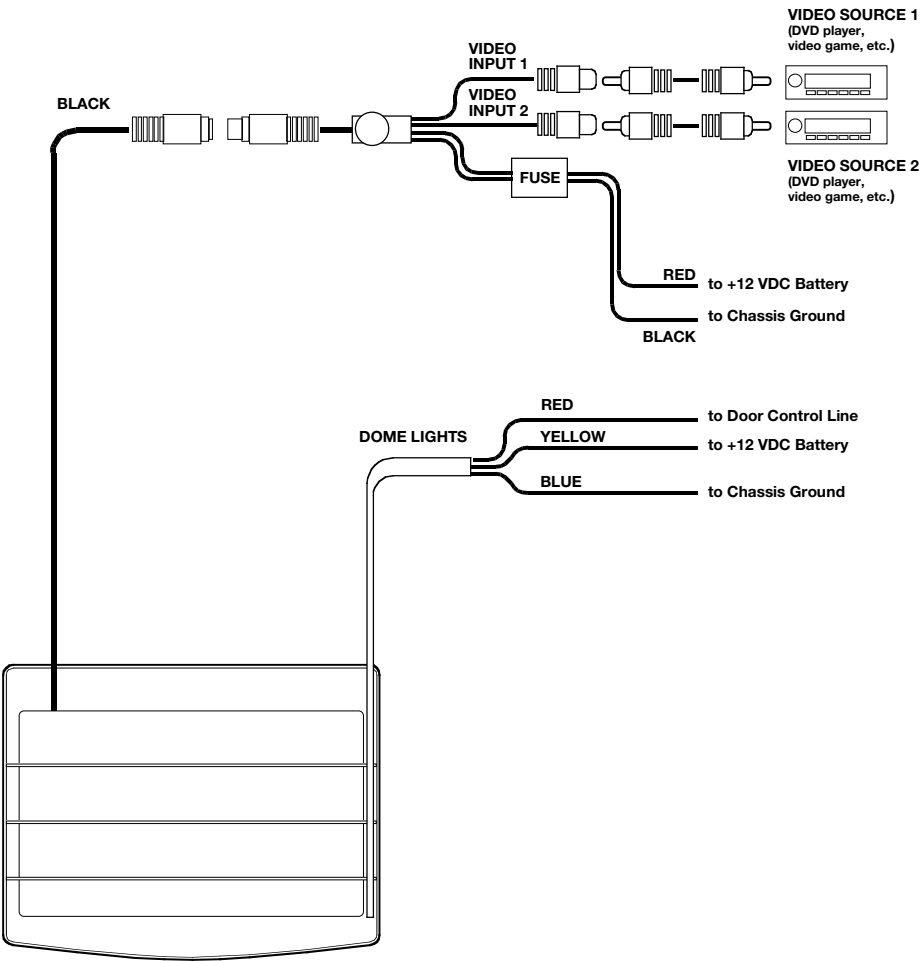 VIDEO SOURCE 1
(DVD player,
video game, etc.)
VIDEO
INPUT 1
VIDEO
INPUT 2
BLACK
VIDEO SOURCE 2
(DVD player,
video game, etc.)
FUSE
RED
to +12 VDC Battery
to Chassis Ground
BLACK
RED
to Door Control Line
DOME LIGHTS
YELLOW
to +12 VDC Battery
BLUE
to Chassis Ground